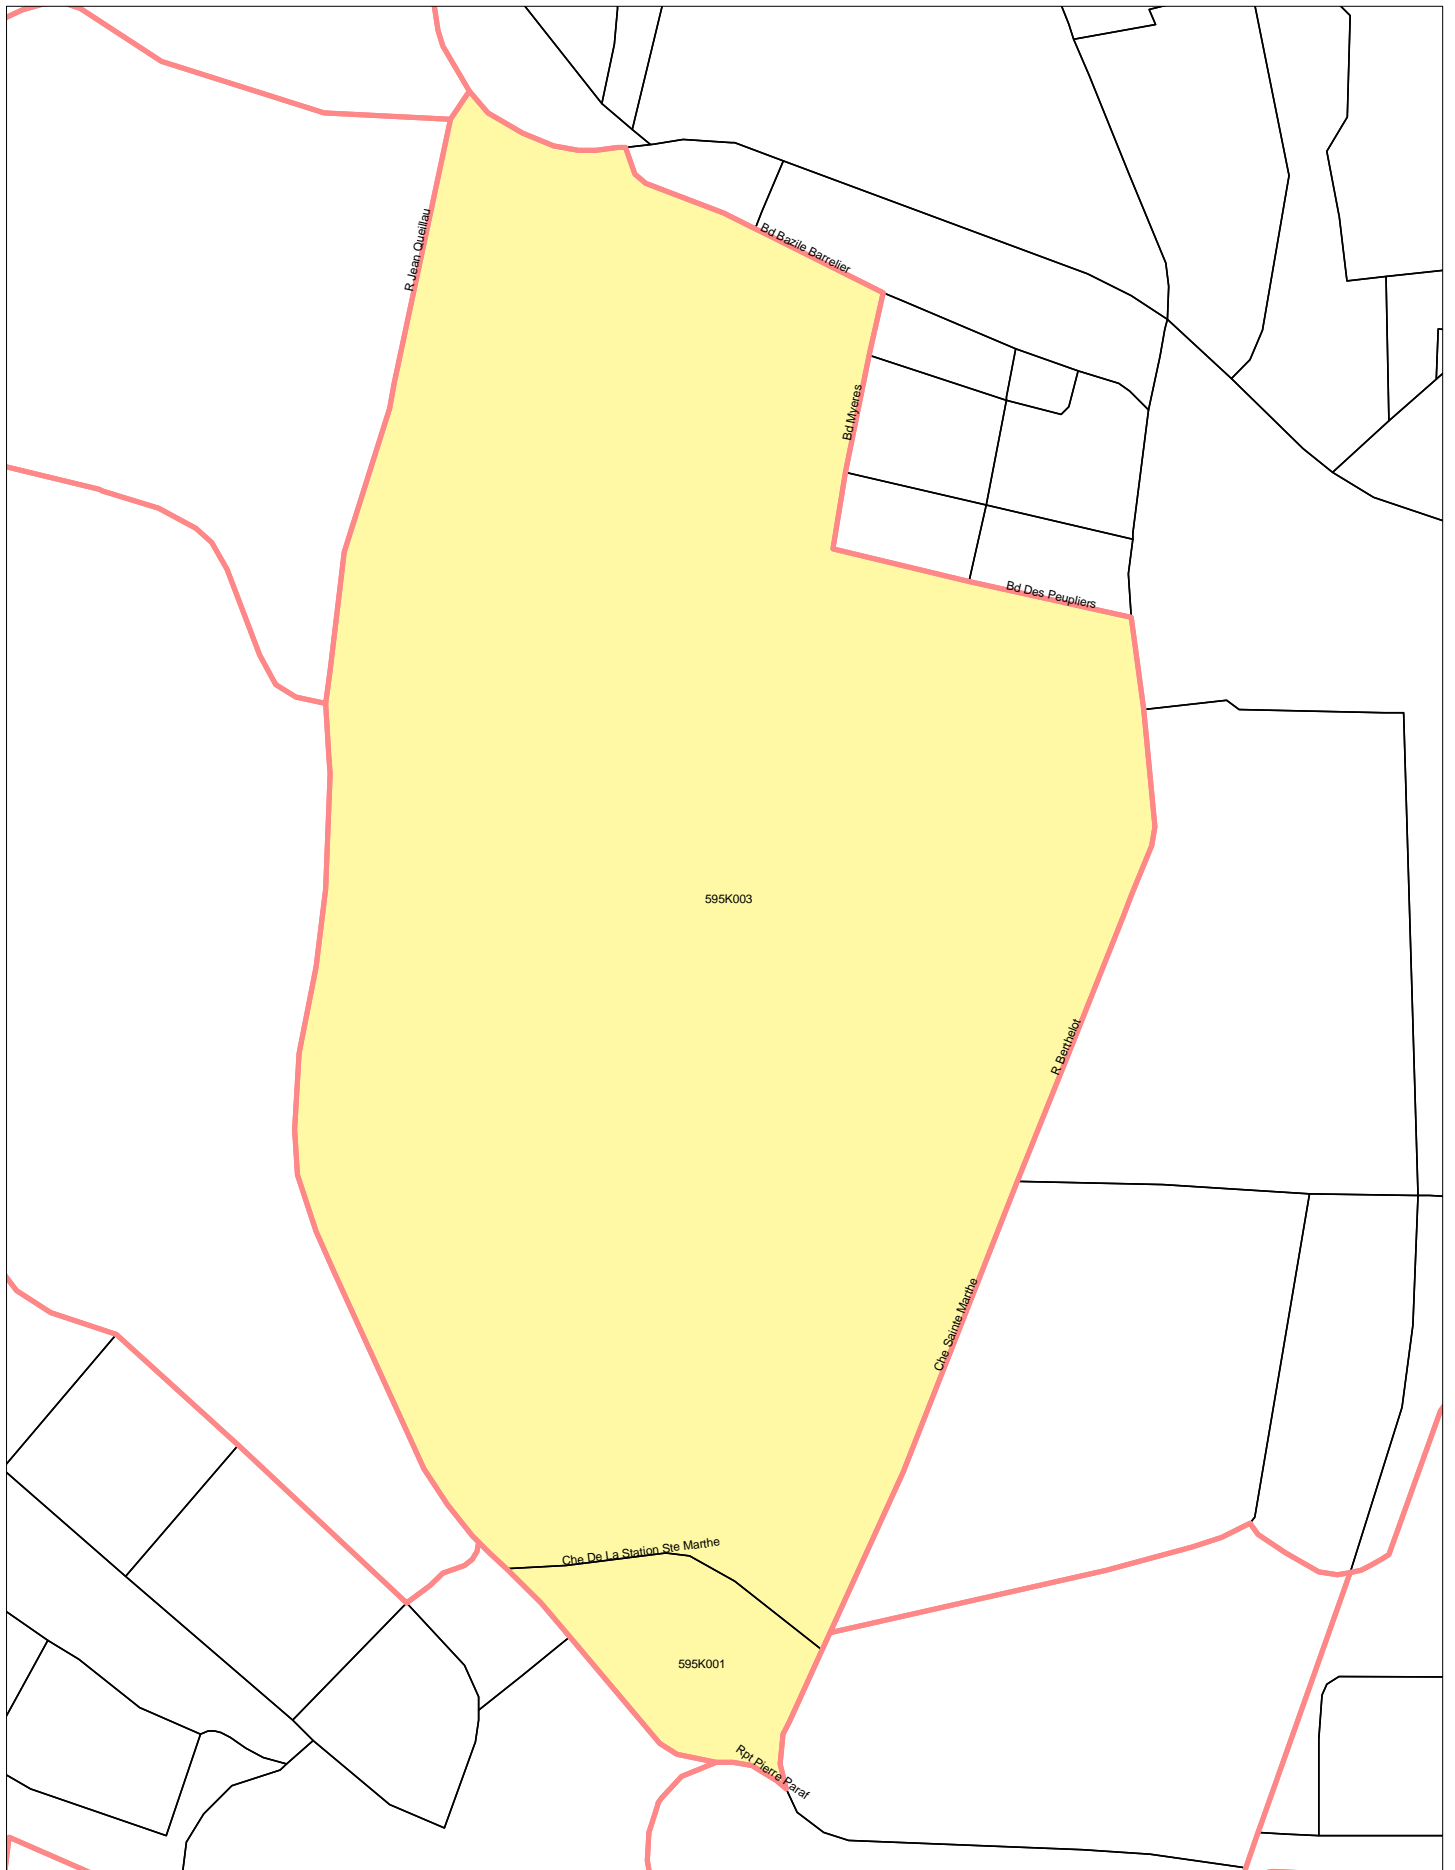 R Jean Queillau
Bd Bazile Barrelier
Bd Myeres
Bd Des Peupliers
595K003
R Berthelot
Che Sainte Marthe
Che De La Station Ste Marthe
595K001
Rpt Pierre Paraf